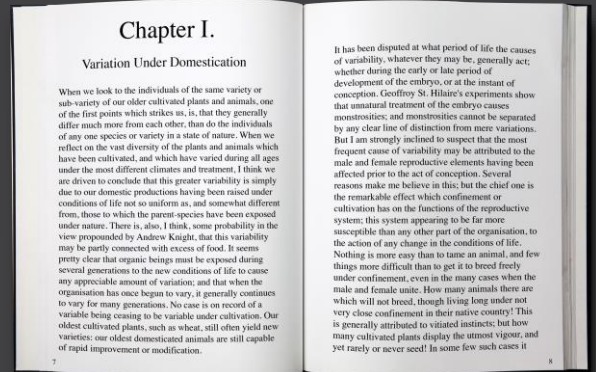 Chapter I.
Variation Under Domestication
When we look to the individuals of the same variety or
sub-variety of our older cultivated plants and animals, one
of the first points which strikes us, is, that they generally
differ much more from each other, than do the individuals
of any one species or variety in a state of nature. When we
reflect on the vast diversity of the plants and animals which
have been cultivated, and which have varied during all ages
under the most different climates and treatment, I think we
are driven to conclude that this greater variability is simply
due to our domestic productions having been raised under
conditions of life not so uniform as, and somewhat different
from, those to which the parent-species have been exposed
under nature. There is, also, I think, some probability in the
view propounded by Andrew Knight, that this variability
may be partly connected with excess of food. It seems
pretty clear that organic beings must be exposed during
several generations to the new conditions of life to cause
any appreciable amount of variation; and that when the
organisation has once begun to vary, it generally continues
to vary for many generations. No case is on record of a
variable being ceasing to be variable under cultivation. Our
oldest cultivated plants, such as wheat, still often yield new
varieties: our oldest domesticated animals are still capable
of rapid improvement or modification.
7
It has been disputed at what period of life the causes
of variability, whatever they may be, generally act;
whether during the early or late period of
development of the embryo, or at the instant of
conception. Geoffroy St. Hilaire's experiments show
that unnatural treatment of the embryo causes
monstrosities; and monstrosities cannot be separated
by any clear line of distinction from mere variations.
But I am strongly inclined to suspect that the most
frequent cause of variability may be attributed to the
male and female reproductive elements having been
affected prior to the act of conception. Several
reasons make me believe in this; but the chief one is
the remarkable effect which confinement or
cultivation has on the functions of the reproductive
system; this system appearing to be far more
susceptible than any other part of the organisation, to
the action of any change in the conditions of life.
Nothing is more easy than to tame an animal, and few
things more difficult than to get it to breed freely
under confinement, even in the many cases when the
male and female unite. How many animals there are
which will not breed, though living long under not
very close confinement in their native country! This
is generally attributed to vitiated instincts; but how
many cultivated plants display the utmost vigour, and
yet rarely or never seed! In some few such cases it
8